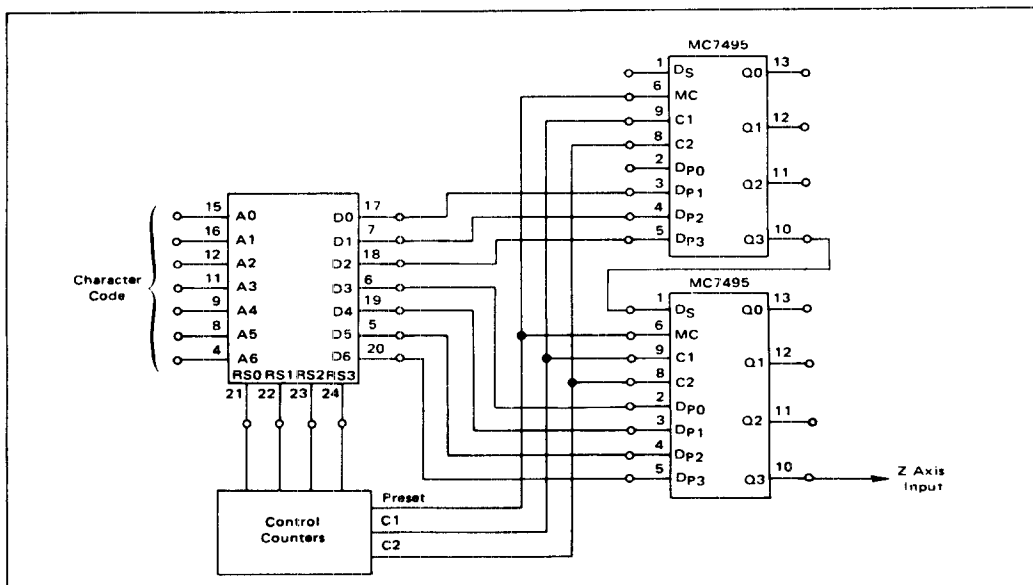 MC7495
1 DS Q0 13
6 MC
9 C1 Q1 12
8 C2
2 DP0 Q2 11
3 DP1
4 DP2
5 DP3 Q3 10
Character
Code
15 A0 D0 17
16 A1 D1 7
12 A2 D2 18
11 A3 D3 6
9 A4 D4 19
8 A5 D5 5
4 A6 D6 20
RS0 RS1 RS2 RS3
21 22 23 24
MC7495
1 DS Q0 13
6 MC
9 C1 Q1 12
8 C2
2 DP0 Q2 11
3 DP1
4 DP2
5 DP3 Q3 10
Z Axis
Input
Control
Counters
Preset
C1
C2